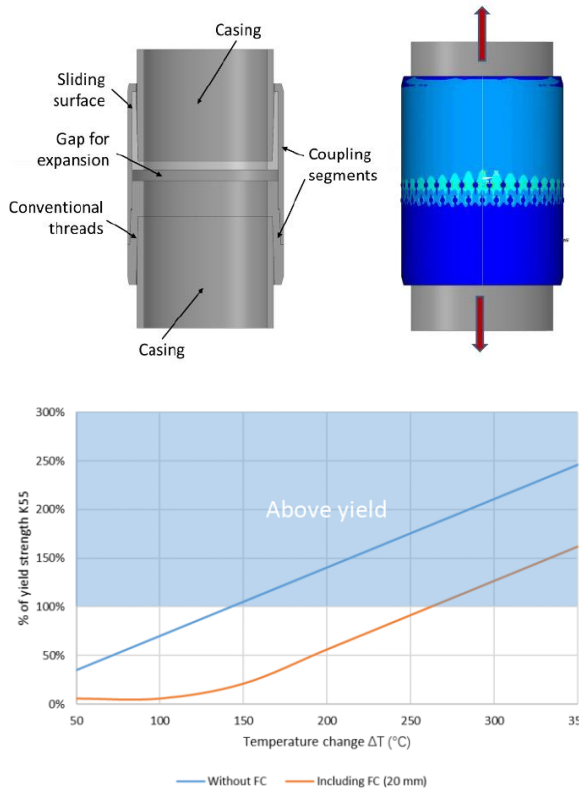 Casing
Sliding
surface
Gap for
expansion
Coupling
segments
Conventional
threads
Casing
300%
250%
200%
150%
100%
50%
0%
% of yield strength K55
Above yield
50 100 150 200 250 300 350
Temperature change ΔT (°C)
Without FC Including FC (20 mm)